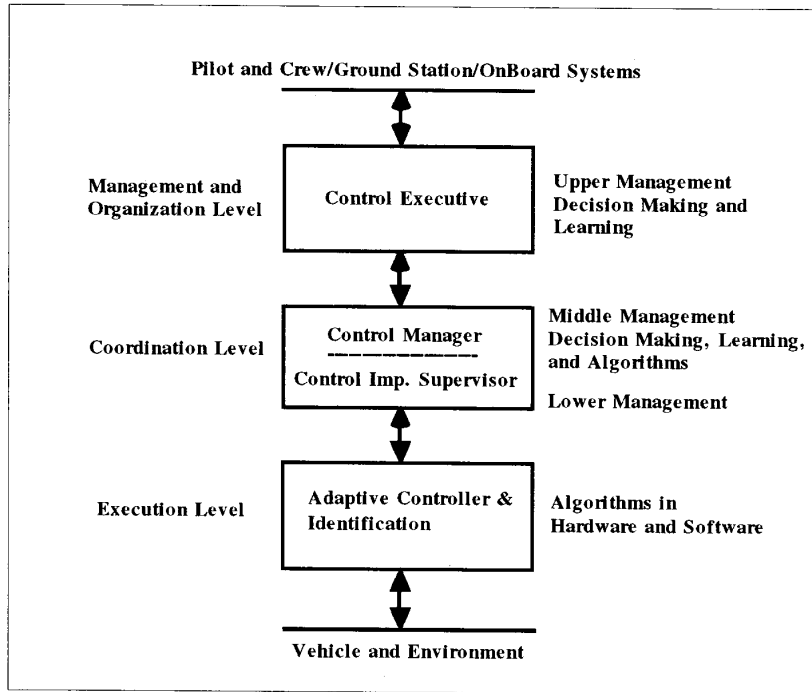 Pilot and Crew/Ground Station/OnBoard Systems
Management and
Organization Level
Control Executive
Upper Management
Decision Making and
Learning
Coordination Level
Control Manager
Control Imp. Supervisor
Middle Management
Decision Making, Learning,
and Algorithms
Lower Management
Execution Level
Adaptive Controller &
Identification
Algorithms in
Hardware and Software
Vehicle and Environment